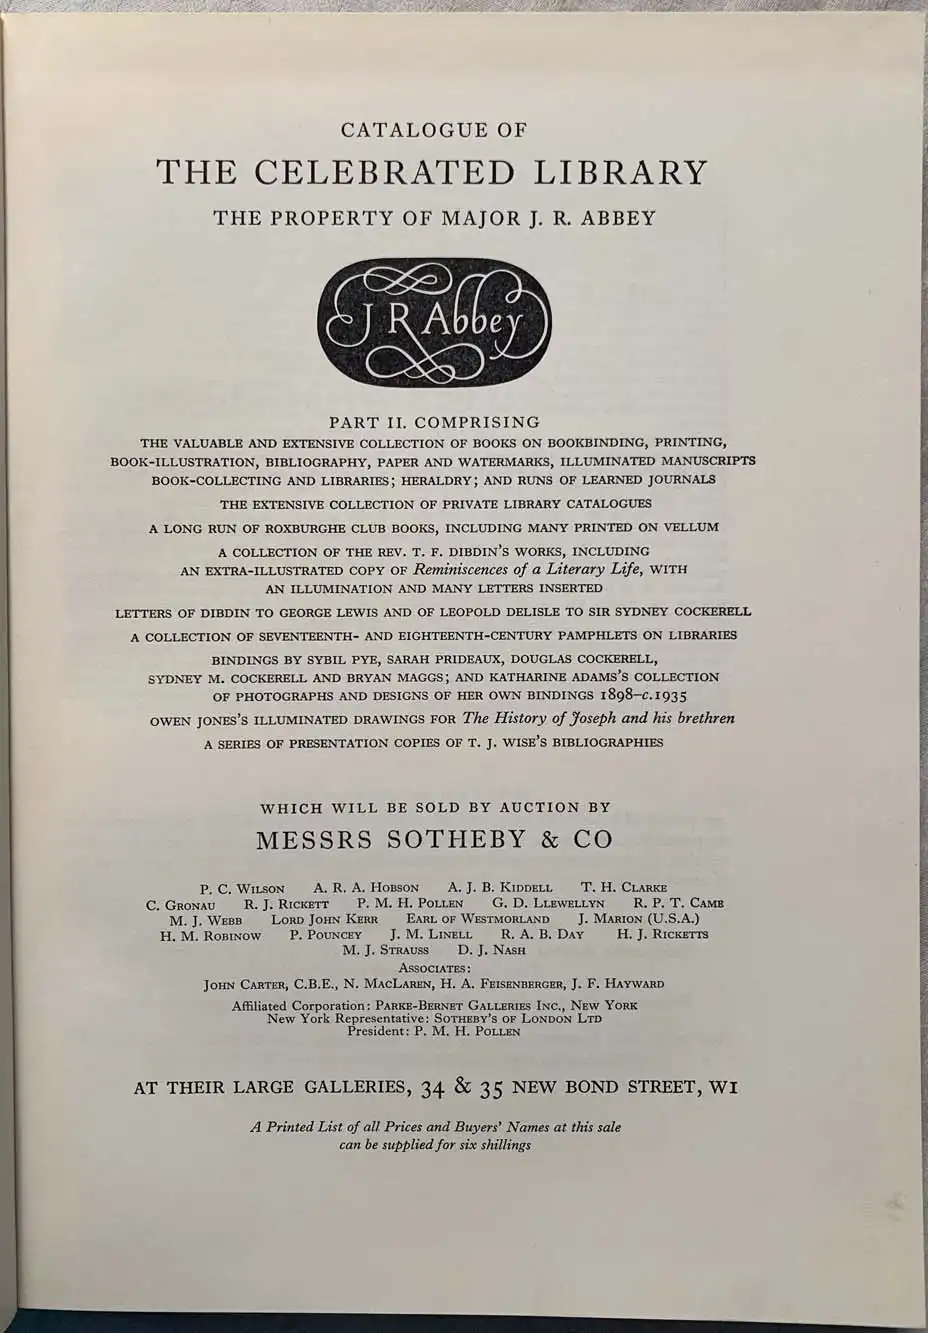 CATALOGUE OF
THE CELEBRATED LIBRARY
THE PROPERTY OF MAJOR J. R. ABBEY
J R Abbey
PART II. COMPRISING
THE VALUABLE AND EXTENSIVE COLLECTION OF BOOKS ON BOOKBINDING, PRINTING,
BOOK-ILLUSTRATION, BIBLIOGRAPHY, PAPER AND WATERMARKS, ILLUMINATED MANUSCRIPTS
BOOK-COLLECTING AND LIBRARIES; HERALDRY; AND RUNS OF LEARNED JOURNALS
THE EXTENSIVE COLLECTION OF PRIVATE LIBRARY CATALOGUES
A LONG RUN OF ROXBURGHE CLUB BOOKS, INCLUDING MANY PRINTED ON VELLUM
A COLLECTION OF THE REV. T. F. DIBDIN'S WORKS, INCLUDING
AN EXTRA-ILLUSTRATED COPY OF Reminiscences of a Literary Life, WITH
AN ILLUMINATION AND MANY LETTERS INSERTED
LETTERS OF DIBDIN TO GEORGE LEWIS AND OF LEOPOLD DELISLE TO SIR SYDNEY COCKERELL
A COLLECTION OF SEVENTEENTH- AND EIGHTEENTH-CENTURY PAMPHLETS ON LIBRARIES
BINDINGS BY SYBIL PYE, SARAH PRIDEAUX, DOUGLAS COCKERELL,
SYDNEY M. COCKERELL AND BRYAN MAGGS; AND KATHARINE ADAMS'S COLLECTION
OF PHOTOGRAPHS AND DESIGNS OF HER OWN BINDINGS 1898–c.1935
OWEN JONES'S ILLUMINATED DRAWINGS FOR The History of Joseph and his brethren
A SERIES OF PRESENTATION COPIES OF T. J. WISE'S BIBLIOGRAPHIES
WHICH WILL BE SOLD BY AUCTION BY
MESSRS SOTHEBY & CO
P. C. WILSON A. R. A. HOBSON A. J. B. KIDDELL T. H. CLARKE
C. GRONAU R. J. RICKETT P. M. H. POLLEN G. D. LLEWELLYN R. P. T. CAME
M. J. WEBB LORD JOHN KERR EARL OF WESTMORLAND J. MARION (U.S.A.)
H. M. ROBINOW P. POUNCEY J. M. LINELL R. A. B. DAY H. J. RICKETTS
M. J. STRAUSS D. J. NASH
ASSOCIATES:
JOHN CARTER, C.B.E., N. MACLAREN, H. A. FEISENBERGER, J. F. HAYWARD
Affiliated Corporation: PARKE-BERNET GALLERIES INC., NEW YORK
New York Representative: SOTHEBY'S OF LONDON LTD
President: P. M. H. POLLEN
AT THEIR LARGE GALLERIES, 34 & 35 NEW BOND STREET, W1
A Printed List of all Prices and Buyers' Names at this sale
can be supplied for six shillings